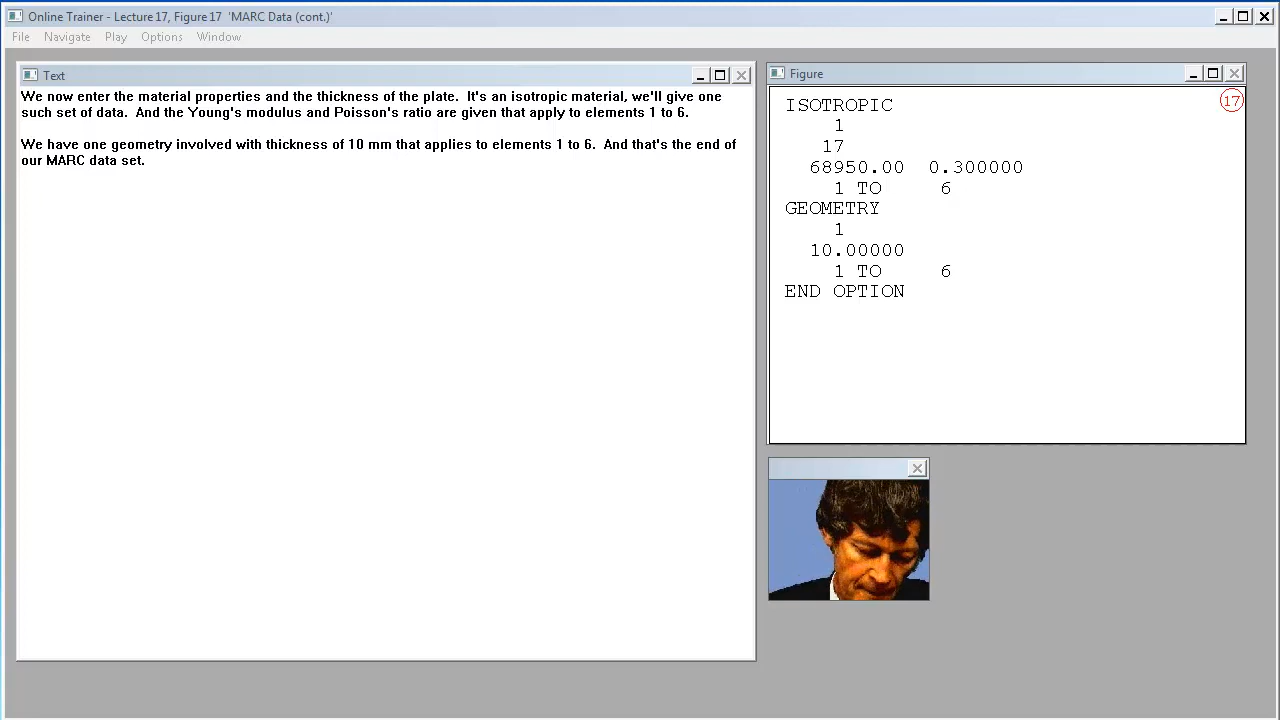 Online Trainer - Lecture 17, Figure 17 'MARC Data (cont.)'
File Navigate Play Options Window
Text
We now enter the material properties and the thickness of the plate. It's an isotropic material, we'll give one
such set of data. And the Young's modulus and Poisson's ratio are given that apply to elements 1 to 6.
We have one geometry involved with thickness of 10 mm that applies to elements 1 to 6. And that's the end of
our MARC data set.
Figure
17
ISOTROPIC
1
17
68950.00 0.300000
1 TO 6
GEOMETRY
1
10.00000
1 TO 6
END OPTION